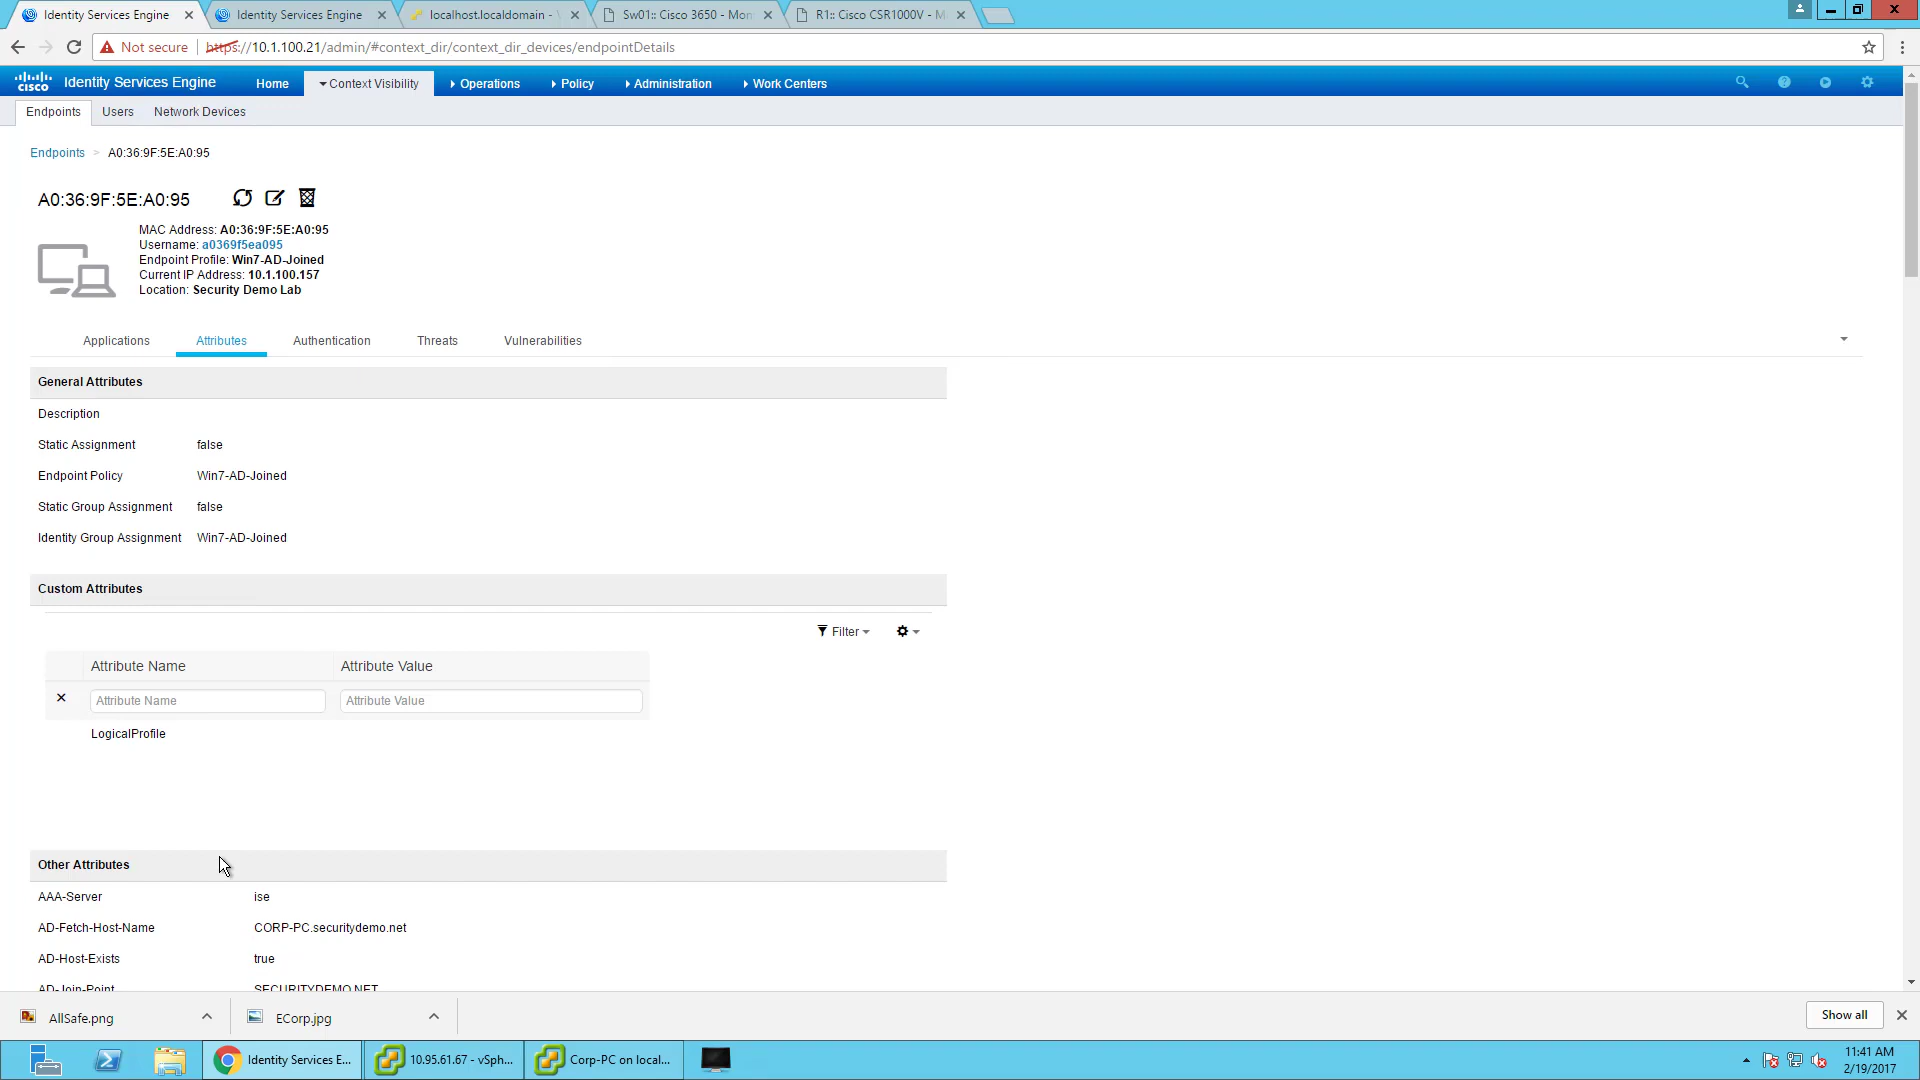 Identity Services Engine
Identity Services Engine
localhost.localdomain -
Sw01:: Cisco 3650 - Mon
R1:: Cisco CSR1000V - M
Not secure
https://10.1.100.21/admin/#context_dir/context_dir_devices/endpointDetails
cisco
Identity Services Engine
Home
Context Visibility
Operations
Policy
Administration
Work Centers
Endpoints
Users
Network Devices
Endpoints > A0:36:9F:5E:A0:95
A0:36:9F:5E:A0:95
MAC Address: A0:36:9F:5E:A0:95
Username: a0369f5ea095
Endpoint Profile: Win7-AD-Joined
Current IP Address: 10.1.100.157
Location: Security Demo Lab
Applications
Attributes
Authentication
Threats
Vulnerabilities
General Attributes
Description
Static Assignment false
Endpoint Policy Win7-AD-Joined
Static Group Assignment false
Identity Group Assignment Win7-AD-Joined
Custom Attributes
Filter
Attribute Name Attribute Value
Attribute Name Attribute Value
LogicalProfile
Other Attributes
AAA-Server ise
AD-Fetch-Host-Name CORP-PC.securitydemo.net
AD-Host-Exists true
AD-Join-Point SECURITYDEMO.NET
AllSafe.png
ECorp.jpg
Show all
Identity Services E...
10.95.61.67 - vSph...
Corp-PC on local...
11:41 AM
2/19/2017